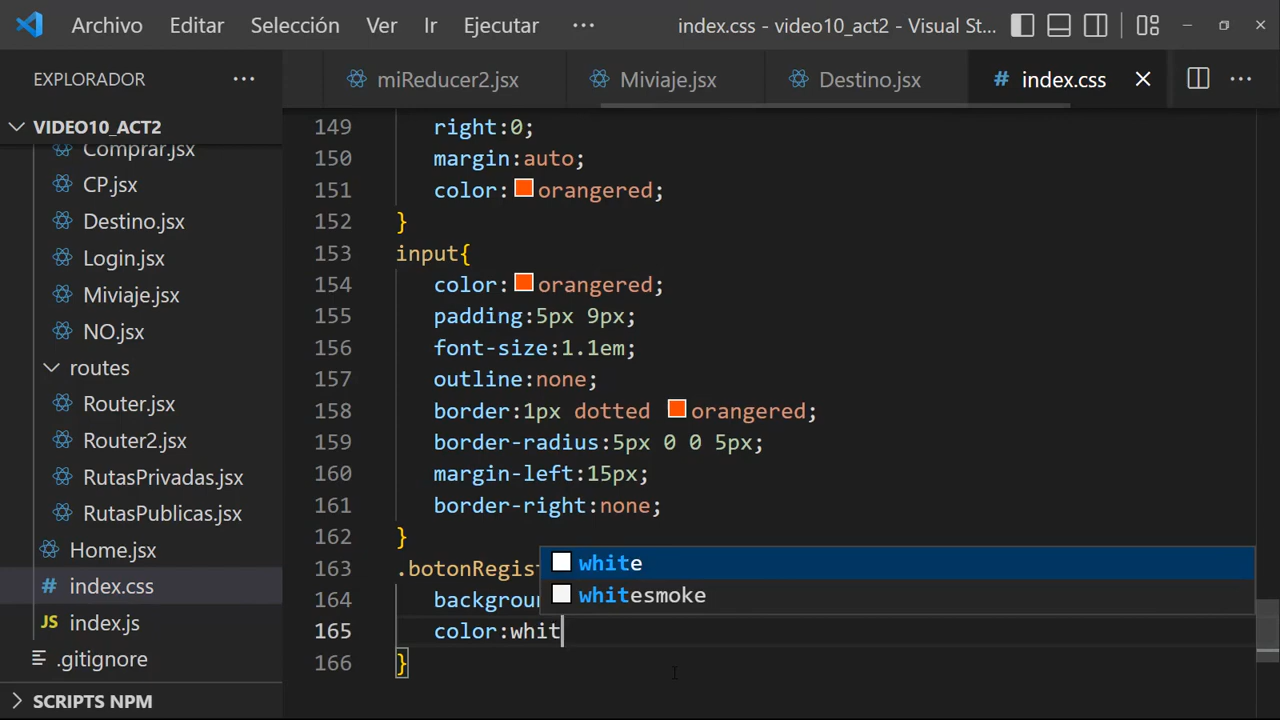 Archivo Editar Selección Ver Ir Ejecutar ··· index.css - video10_act2 - Visual St...
EXPLORADOR ···
miReducer2.jsx Miviaje.jsx Destino.jsx # index.css ···
VIDEO10_ACT2
Comprar.jsx
CP.jsx
Destino.jsx
Login.jsx
Miviaje.jsx
NO.jsx
routes
Router.jsx
Router2.jsx
RutasPrivadas.jsx
RutasPublicas.jsx
Home.jsx
# index.css
JS index.js
.gitignore
SCRIPTS NPM
149 right:0;
150 margin:auto;
151 color:orangered;
152 }
153 input{
154 color:orangered;
155 padding:5px 9px;
156 font-size:1.1em;
157 outline:none;
158 border:1px dotted orangered;
159 border-radius:5px 0 0 5px;
160 margin-left:15px;
161 border-right:none;
162 }
163 .botonRegist
164 backgroun
165 color:whit
166 }
white
whitesmoke